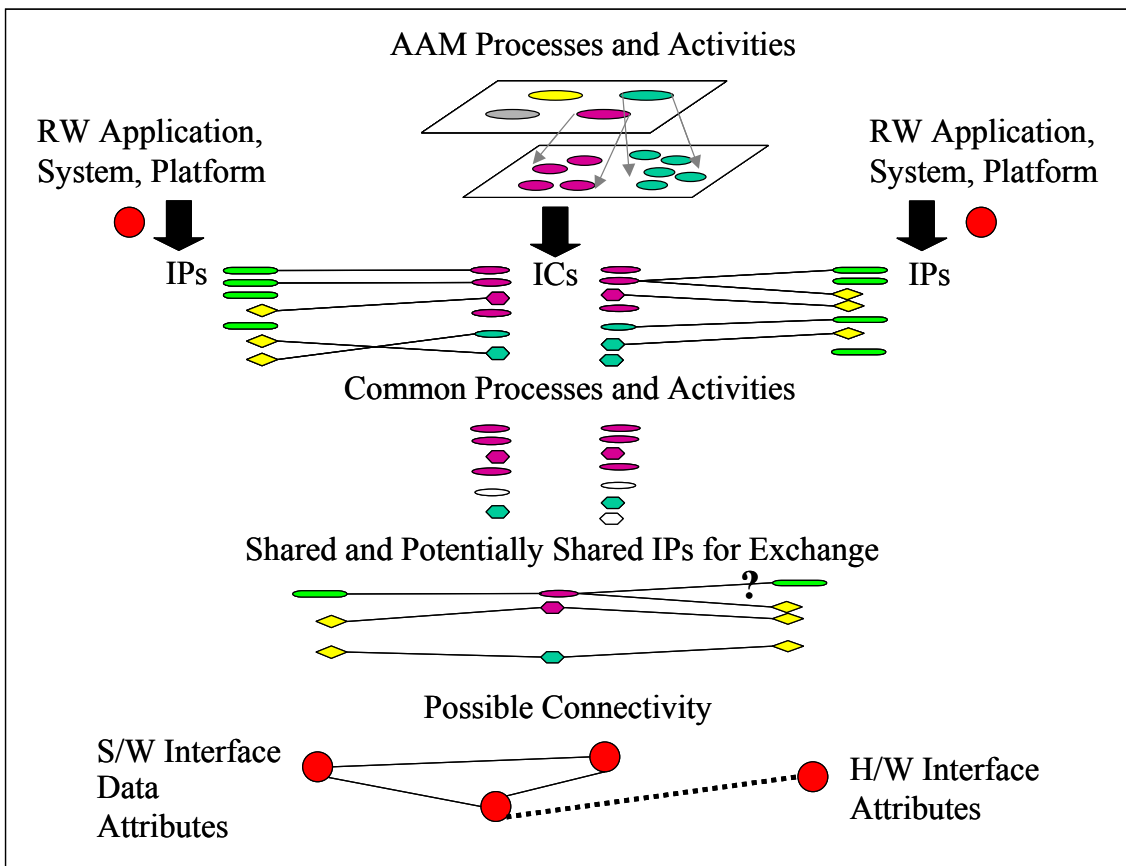 AAM Processes and Activities
RW Application,
System, Platform
RW Application,
System, Platform
IPs
ICs
IPs
Common Processes and Activities
Shared and Potentially Shared IPs for Exchange
?
Possible Connectivity
S/W Interface
Data
Attributes
H/W Interface
Attributes